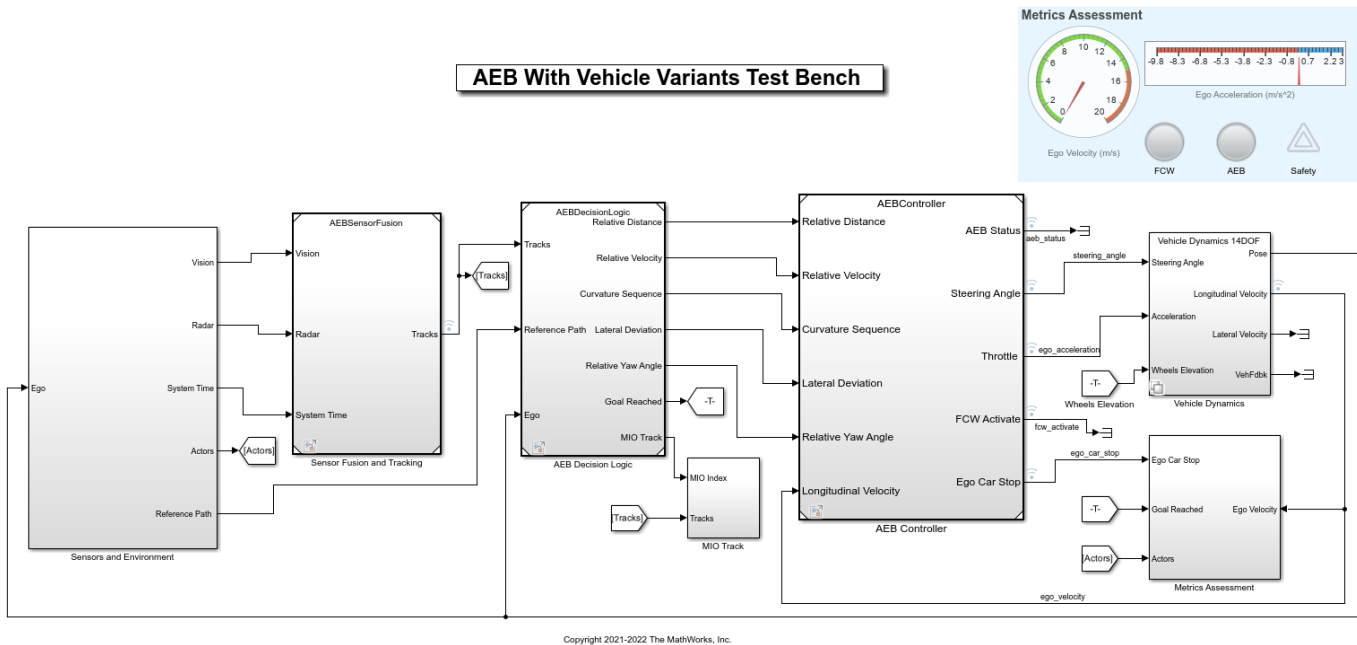 Metrics Assessment
0 2 4 6 8 10 12 14 16 20
Ego Velocity (m/s)
-9.8 -8.3 -6.8 -5.3 -3.8 -2.3 -0.8 0.7 2.2 3
Ego Acceleration (m/s^2)
FCW
AEB
Safety
AEB With Vehicle Variants Test Bench
Ego
Vision
Radar
System Time
Actors
Reference Path
Sensors and Environment
[Actors]
AEBSensorFusion
Vision
Radar
System Time
Tracks
Sensor Fusion and Tracking
[Tracks]
AEBDecisionLogic
Tracks
Reference Path
Ego
Relative Distance
Relative Velocity
Curvature Sequence
Lateral Deviation
Relative Yaw Angle
Goal Reached
MIO Track
AEB Decision Logic
-T-
[Tracks]
MIO Index
Tracks
MIO Track
AEBController
Relative Distance
Relative Velocity
Curvature Sequence
Lateral Deviation
Relative Yaw Angle
Longitudinal Velocity
AEB Status
Steering Angle
Throttle
FCW Activate
Ego Car Stop
AEB Controller
aeb_status
steering_angle
ego_acceleration
fcw_activate
ego_car_stop
-T-
Wheels Elevation
Vehicle Dynamics 14DOF
Steering Angle
Acceleration
Wheels Elevation
Pose
Longitudinal Velocity
Lateral Velocity
VehFdbk
Vehicle Dynamics
-T-
[Actors]
Ego Car Stop
Goal Reached
Actors
Ego Velocity
Metrics Assessment
ego_velocity
Copyright 2021-2022 The MathWorks, Inc.